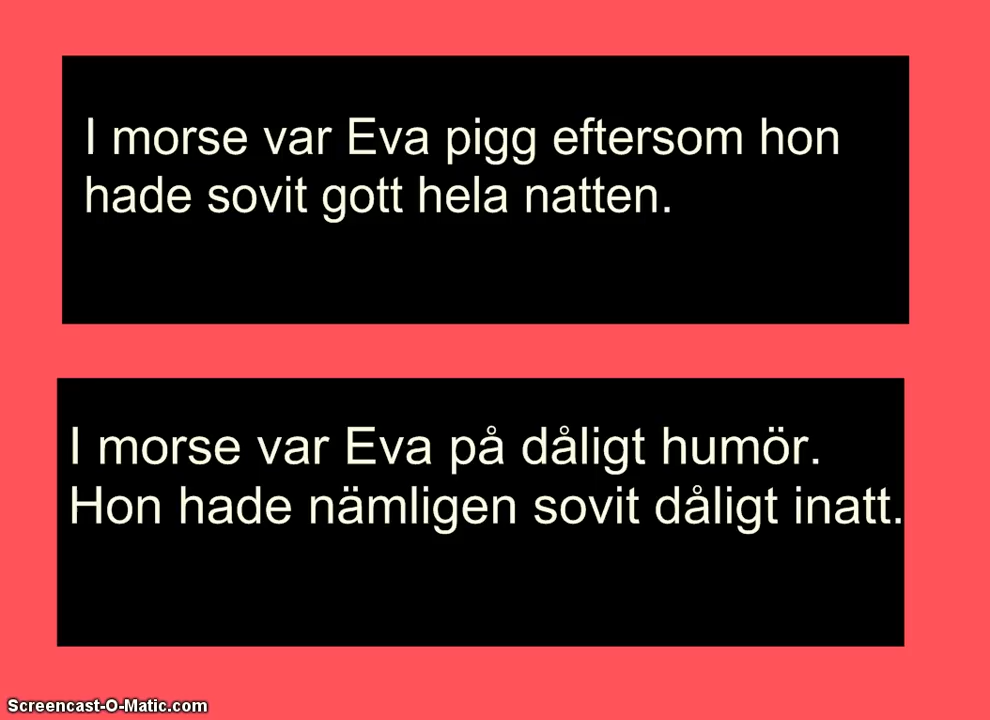 I morse var Eva pigg eftersom hon
hade sovit gott hela natten.
I morse var Eva på dåligt humör.
Hon hade nämligen sovit dåligt inatt.
Screencast-O-Matic.com